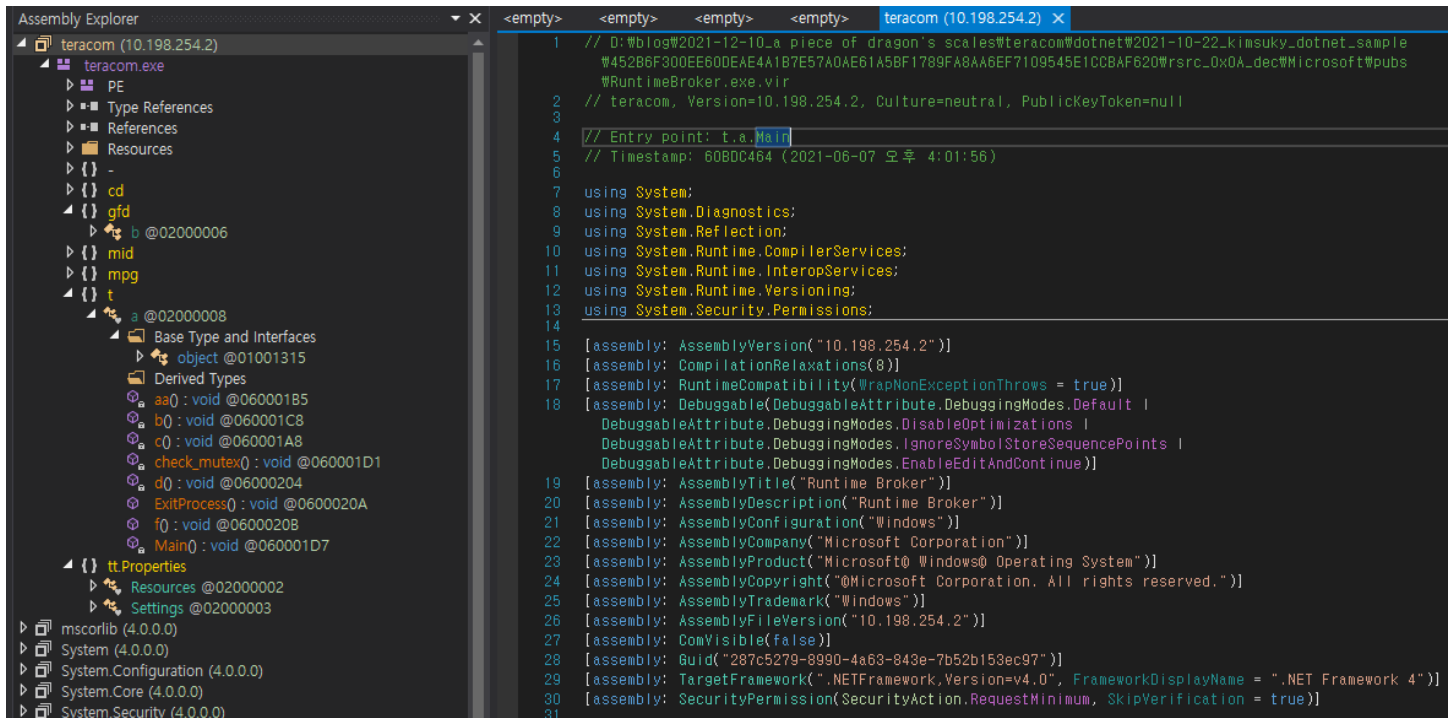 Assembly Explorer
teracom (10.198.254.2)
teracom.exe
PE
Type References
References
Resources
{ } -
{ } cd
{ } gfd
b @02000006
{ } mid
{ } mpg
{ } t
a @02000008
Base Type and Interfaces
object @01001315
Derived Types
aa() : void @060001B5
b() : void @060001C8
c() : void @060001A8
check_mutex() : void @060001D1
d() : void @06000204
ExitProcess() : void @0600020A
f() : void @0600020B
Main() : void @060001D7
{ } tt.Properties
Resources @02000002
Settings @02000003
mscorlib (4.0.0.0)
System (4.0.0.0)
System.Configuration (4.0.0.0)
System.Core (4.0.0.0)
System.Security (4.0.0.0)
<empty> <empty> <empty> <empty> teracom (10.198.254.2)
1 // D:₩blog₩2021-12-10_a piece of dragon's scales₩teracom₩dotnet₩2021-10-22_kimsuky_dotnet_sample
₩452B6F300EE60DEAE4A1B7E57A0AE61A5BF1789FA8AA6EF7109545E1CCBAF620₩rsrc_0x0A_dec₩Microsoft₩pubs
₩RuntimeBroker.exe.vir
2 // teracom, Version=10.198.254.2, Culture=neutral, PublicKeyToken=null
3
4 // Entry point: t.a.Main
5 // Timestamp: 60BDC464 (2021-06-07 오후 4:01:56)
6
7 using System;
8 using System.Diagnostics;
9 using System.Reflection;
10 using System.Runtime.CompilerServices;
11 using System.Runtime.InteropServices;
12 using System.Runtime.Versioning;
13 using System.Security.Permissions;
14
15 [assembly: AssemblyVersion("10.198.254.2")]
16 [assembly: CompilationRelaxations(8)]
17 [assembly: RuntimeCompatibility(WrapNonExceptionThrows = true)]
18 [assembly: Debuggable(DebuggableAttribute.DebuggingModes.Default |
DebuggableAttribute.DebuggingModes.DisableOptimizations |
DebuggableAttribute.DebuggingModes.IgnoreSymbolStoreSequencePoints |
DebuggableAttribute.DebuggingModes.EnableEditAndContinue)]
19 [assembly: AssemblyTitle("Runtime Broker")]
20 [assembly: AssemblyDescription("Runtime Broker")]
21 [assembly: AssemblyConfiguration("Windows")]
22 [assembly: AssemblyCompany("Microsoft Corporation")]
23 [assembly: AssemblyProduct("Microsoft® Windows® Operating System")]
24 [assembly: AssemblyCopyright("©Microsoft Corporation. All rights reserved.")]
25 [assembly: AssemblyTrademark("Windows")]
26 [assembly: AssemblyFileVersion("10.198.254.2")]
27 [assembly: ComVisible(false)]
28 [assembly: Guid("287c5279-8990-4a63-843e-7b52b153ec97")]
29 [assembly: TargetFramework(".NETFramework,Version=v4.0", FrameworkDisplayName = ".NET Framework 4")]
30 [assembly: SecurityPermission(SecurityAction.RequestMinimum, SkipVerification = true)]
31